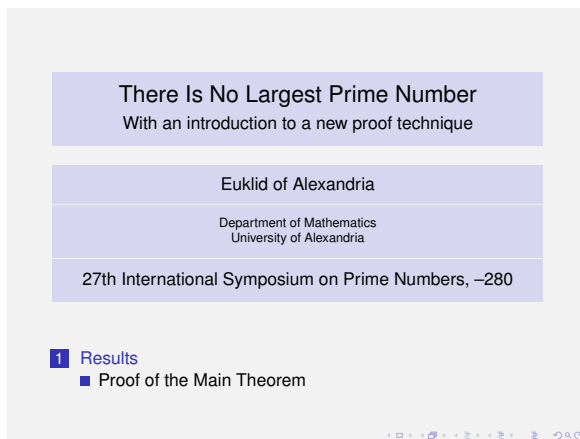 There Is No Largest Prime Number
With an introduction to a new proof technique
Euklid of Alexandria
Department of Mathematics
University of Alexandria
27th International Symposium on Prime Numbers, –280
1 Results
Proof of the Main Theorem